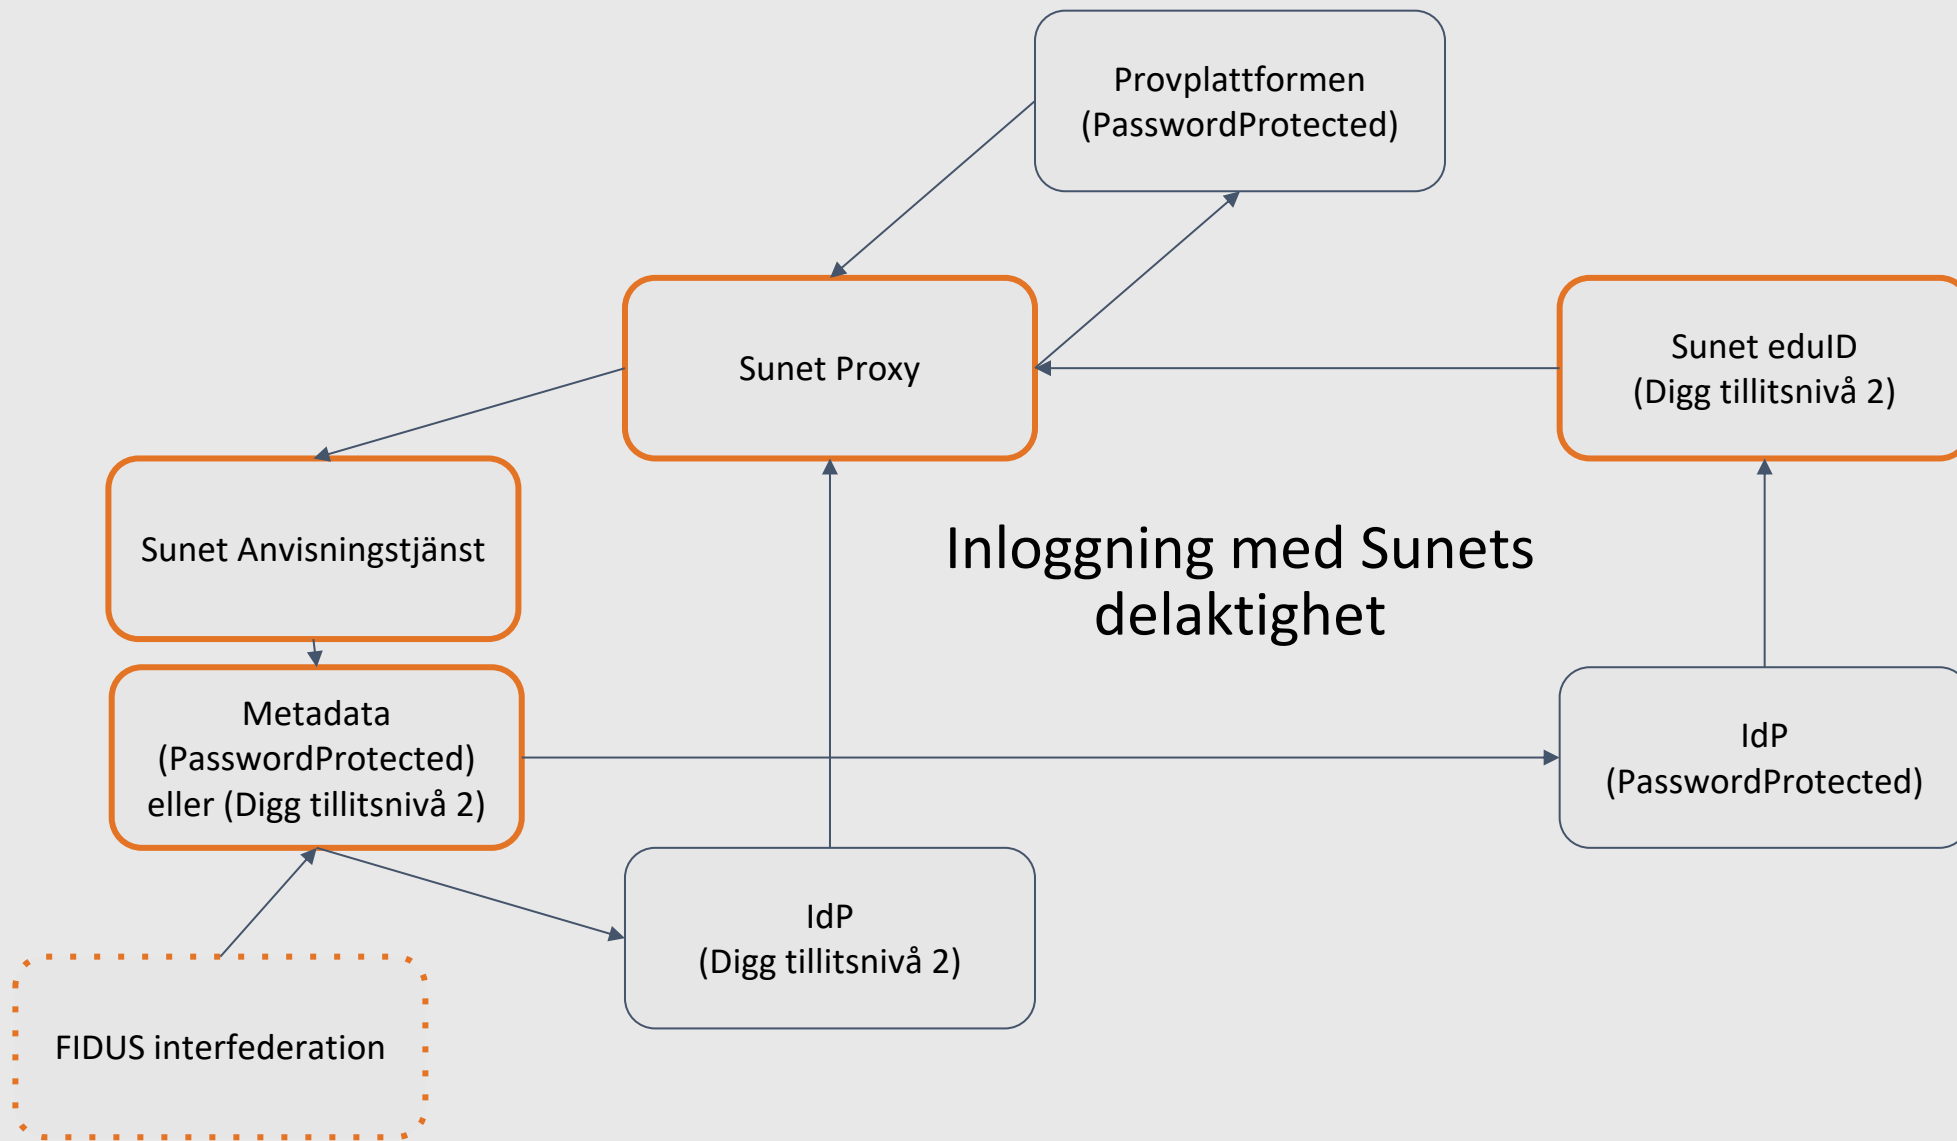 Provplattformen
(PasswordProtected)
Sunet Proxy
Sunet eduID
(Digg tillitsnivå 2)
Sunet Anvisningstjänst
Inloggning med Sunets
delaktighet
Metadata
(PasswordProtected)
eller (Digg tillitsnivå 2)
IdP
(PasswordProtected)
IdP
(Digg tillitsnivå 2)
FIDUS interfederation